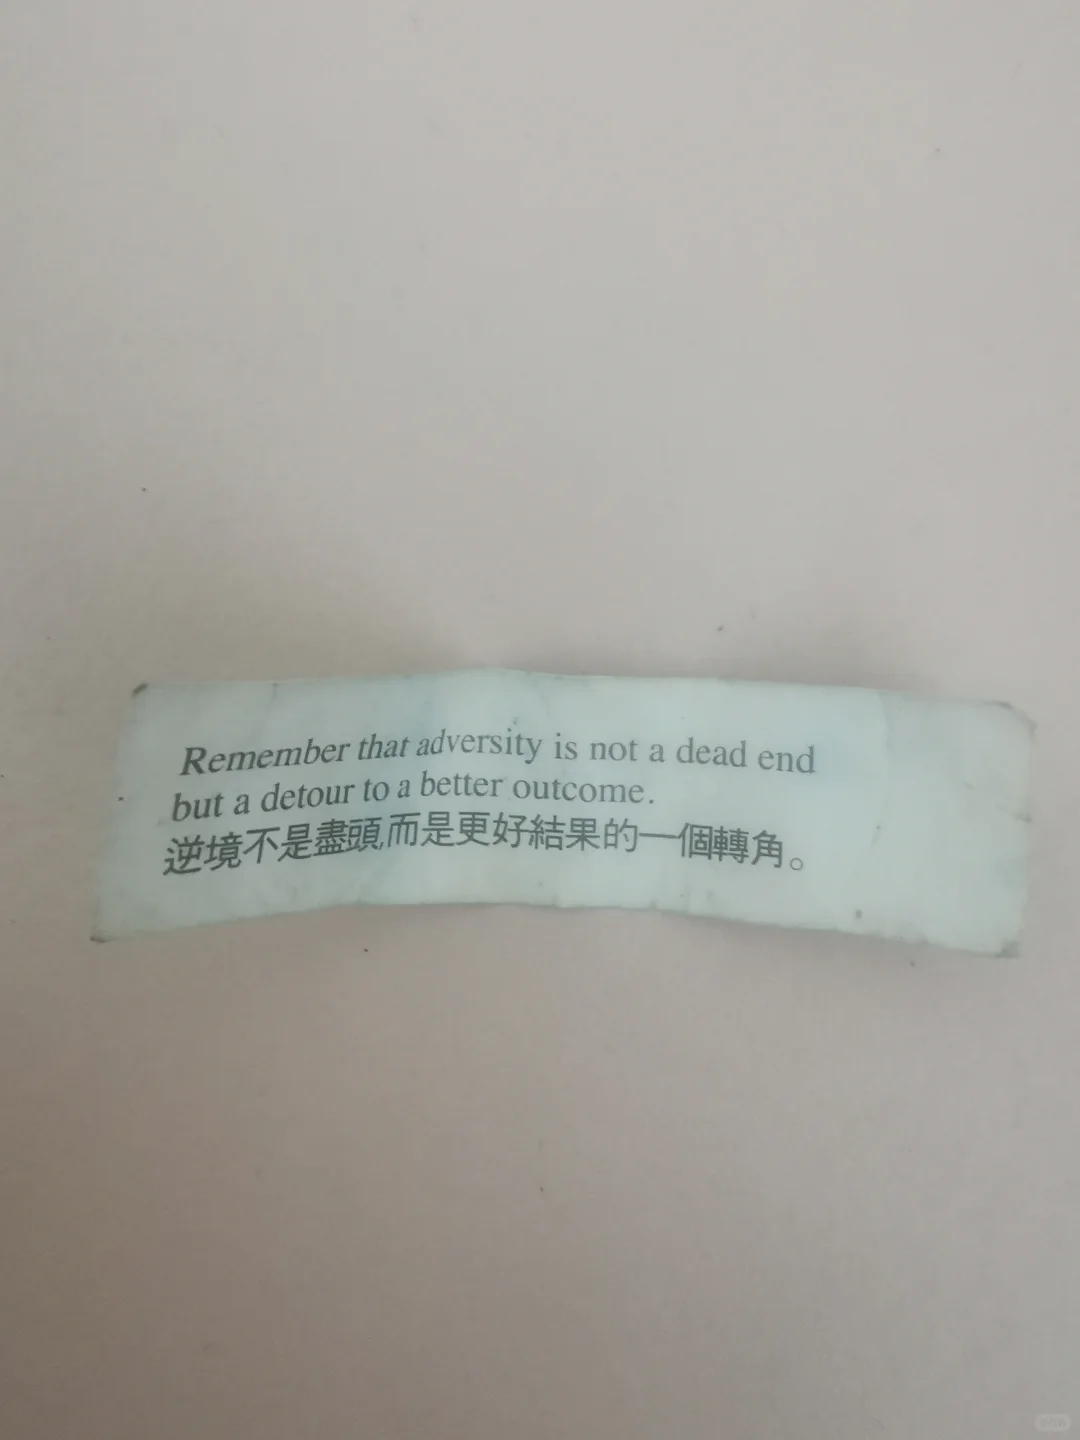 Remember that adversity is not a dead end
but a detour to a better outcome.
逆境不是盡頭,而是更好結果的一個轉角。